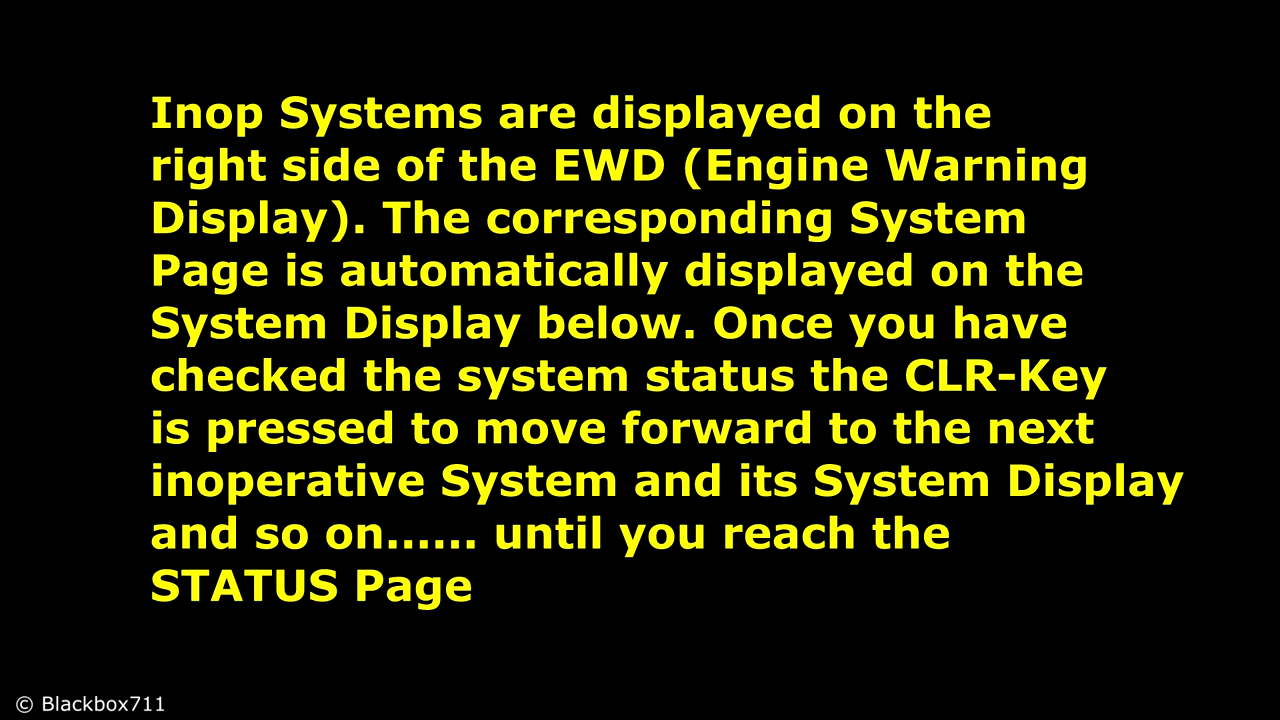 Inop Systems are displayed on the
right side of the EWD (Engine Warning
Display). The corresponding System
Page is automatically displayed on the
System Display below. Once you have
checked the system status the CLR-Key
is pressed to move forward to the next
inoperative System and its System Display
and so on...... until you reach the
STATUS Page
© Blackbox711